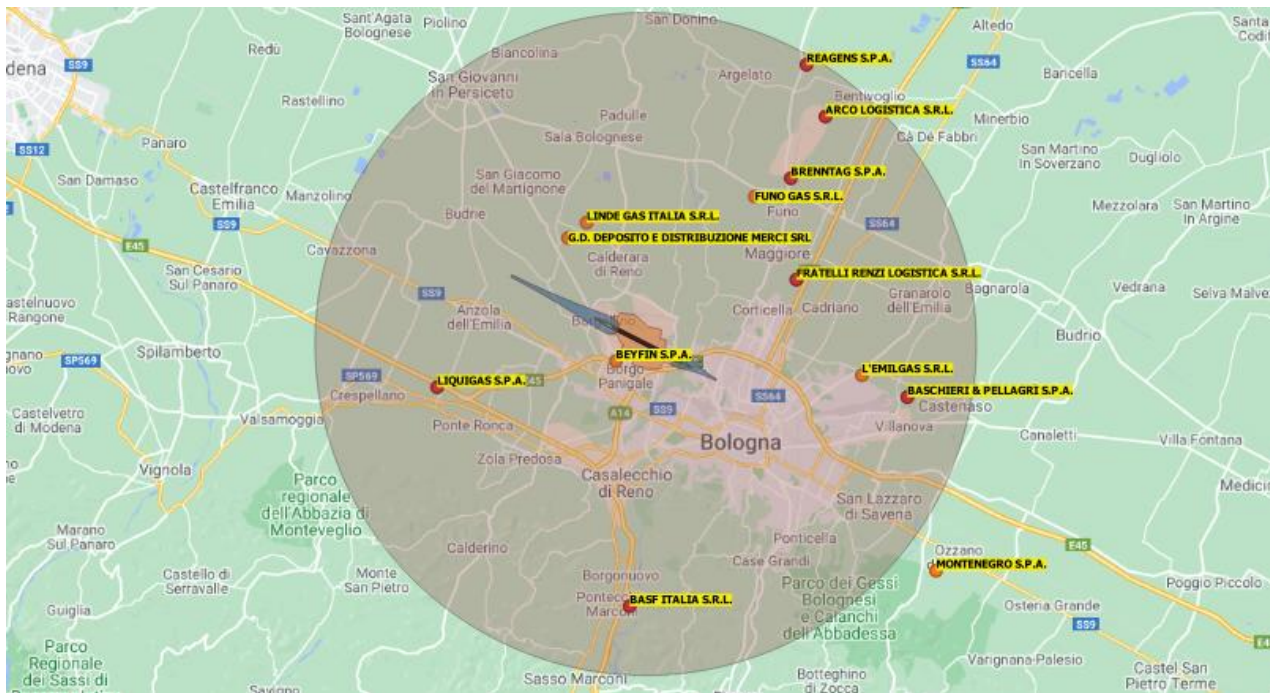 Sant'Agata
Bolognese
Piolino
San Donino
Altedo
Redù
Biancolina
REAGENS S.P.A.
SS64
dena
SS9
San Giovanni
in Persiceto
Argelato
Baricella
Rastellino
Bentivoglio
ARCO LOGISTICA S.R.L.
Minerbio
Padulle
Sala Bolognese
Cà De Fabbri
Panaro
SS12
San Martino
In Soverzano
Dugliolo
San Damaso
Castelfranco
Emilia
Manzolino
San Giacomo
del Martignone
BRENNTAG S.P.A.
FUNO GAS S.R.L.
Funo
Mezzolara
San Martino
in Argine
SS9
Budrie
LINDE GAS ITALIA S.R.L.
SS64
G.D. DEPOSITO E DISTRIBUZIONE MERCI SRL
E45
Cavazzona
Calderara
di Reno
Maggiore
San Cesario
Sul Panaro
FRATELLI RENZI LOGISTICA S.R.L.
Bagnarola
Vedrana
Selva Malve
SS9
Anzola
dell'Emilia
Corticella
Cadriano
Granarolo
dell'Emilia
Budrio
Spilamberto
SP569
BEYFIN S.P.A.
Borgo
Panigale
L'EMILGAS S.R.L.
SP569
LIQUIGAS S.P.A.
Crespellano
BASCHIERI & PELLAGRI S.P.A.
Castenaso
SS64
Castelvetro
di Modena
Valsamoggia
A14
SS9
Ponte Ronca
Villanova
Canaletti
Villa Fontana
Bologna
Vignola
Zola Predosa
Casalecchio
di Reno
Medicin
Parco
regionale
dell'Abbazia di
Monteveglio
San Lazzaro
di Savena
Marano
Sul Panaro
Calderino
Ponticella
E45
Case Grandi
Ozzano
MONTENEGRO S.P.A.
Castello di
Serravalle
Monte
San Pietro
Borgonuovo
Parco dei Gessi
Bolognesi
e Calanchi
dell'Abbadessa
Poggio Piccolo
Guiglia
Marconi
BASF ITALIA S.R.L.
Osteria Grande
SS9
Parco
Regionale
dei Sassi di
Savigno
Sasso Marconi
Botteghino
di Zocca
Varignana-Palesio
Castel San
Pietro Terme